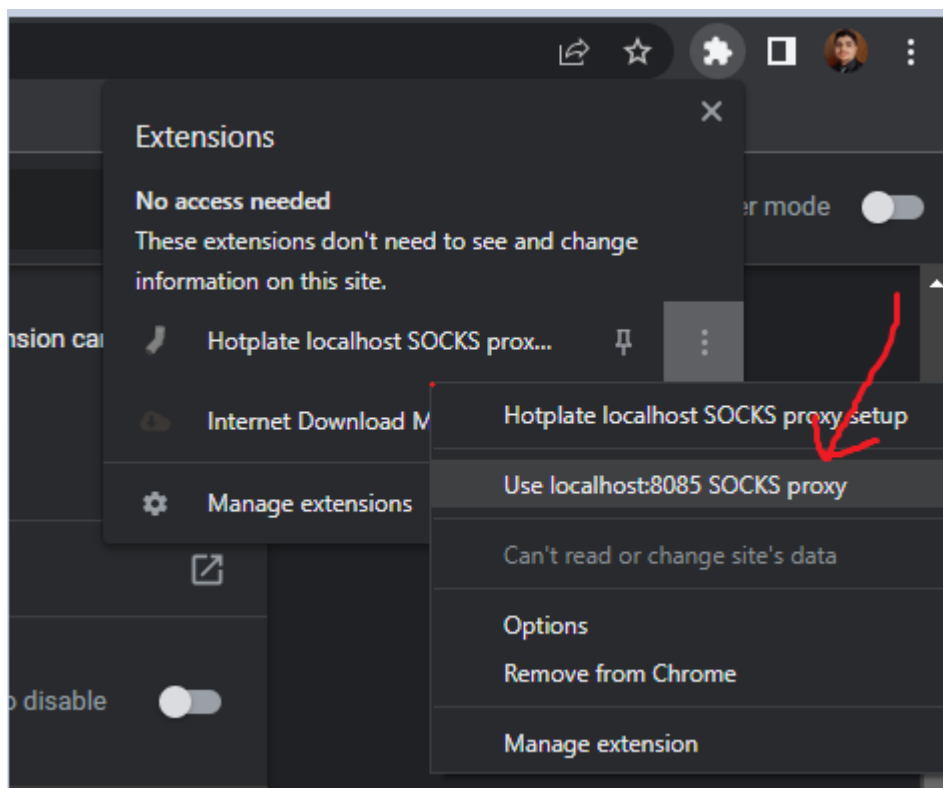 Extensions
No access needed
These extensions don't need to see and change
information on this site.
er mode
nsion ca
Hotplate localhost SOCKS prox...
Internet Download M
Manage extensions
Hotplate localhost SOCKS proxy setup
Use localhost:8085 SOCKS proxy
Can't read or change site's data
Options
Remove from Chrome
Manage extension
o disable